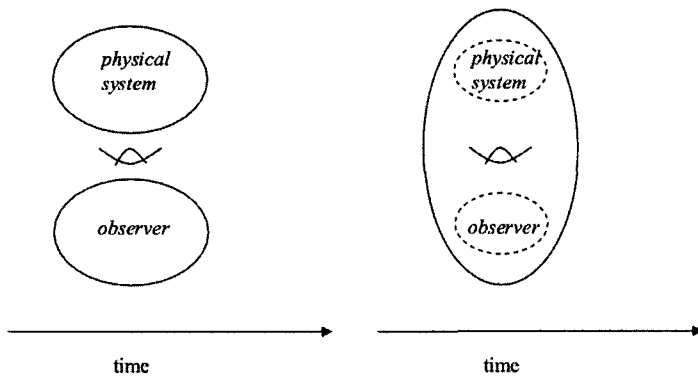 physical
system
observer
time
physical
system
observer
time